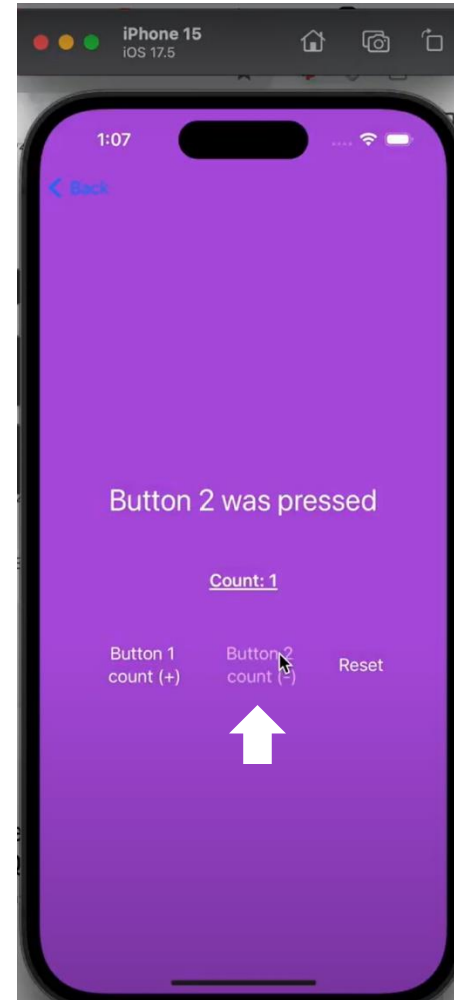 iPhone 15
iOS 17.5
1:07
Back
Button 2 was pressed
Count: 1
Button 1
count (+)
Button 2
count (-)
Reset